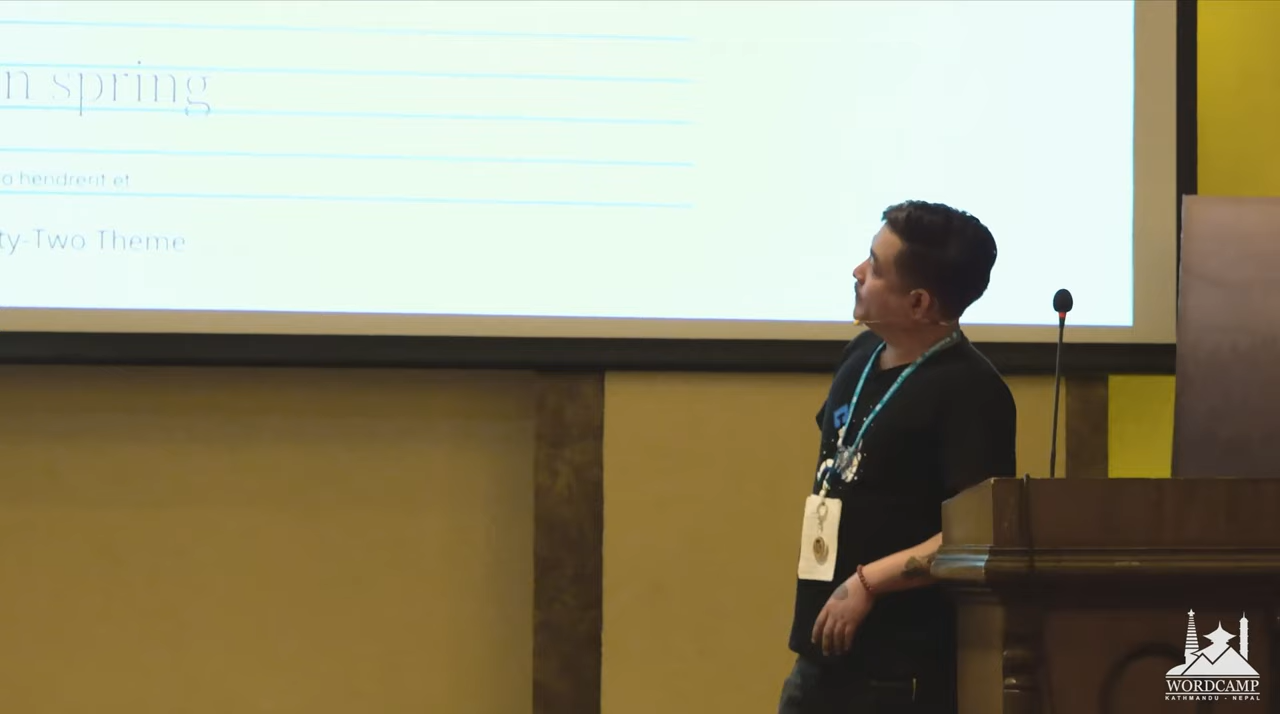 n spring
o hendrerit et
ty-Two Theme
WORDCAMP
KATHMANDU - NEPAL